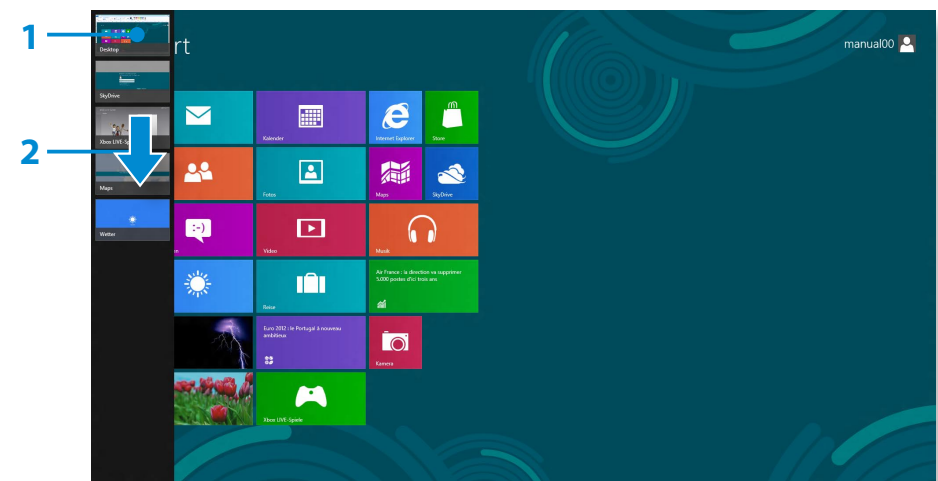 1
2
Desktop
SkyDrive
Xbox LIVE-Sp
Maps
Wetter
rt
manual00
Kalender
Internet Explorer
Store
Fotos
Maps
SkyDrive
en
Video
Musik
Reise
Air France : la direction va supprimer
5.000 postes d'ici trois ans
Euro 2012 : le Portugal à nouveau
ambitieux
Kamera
Xbox LIVE-Spiele